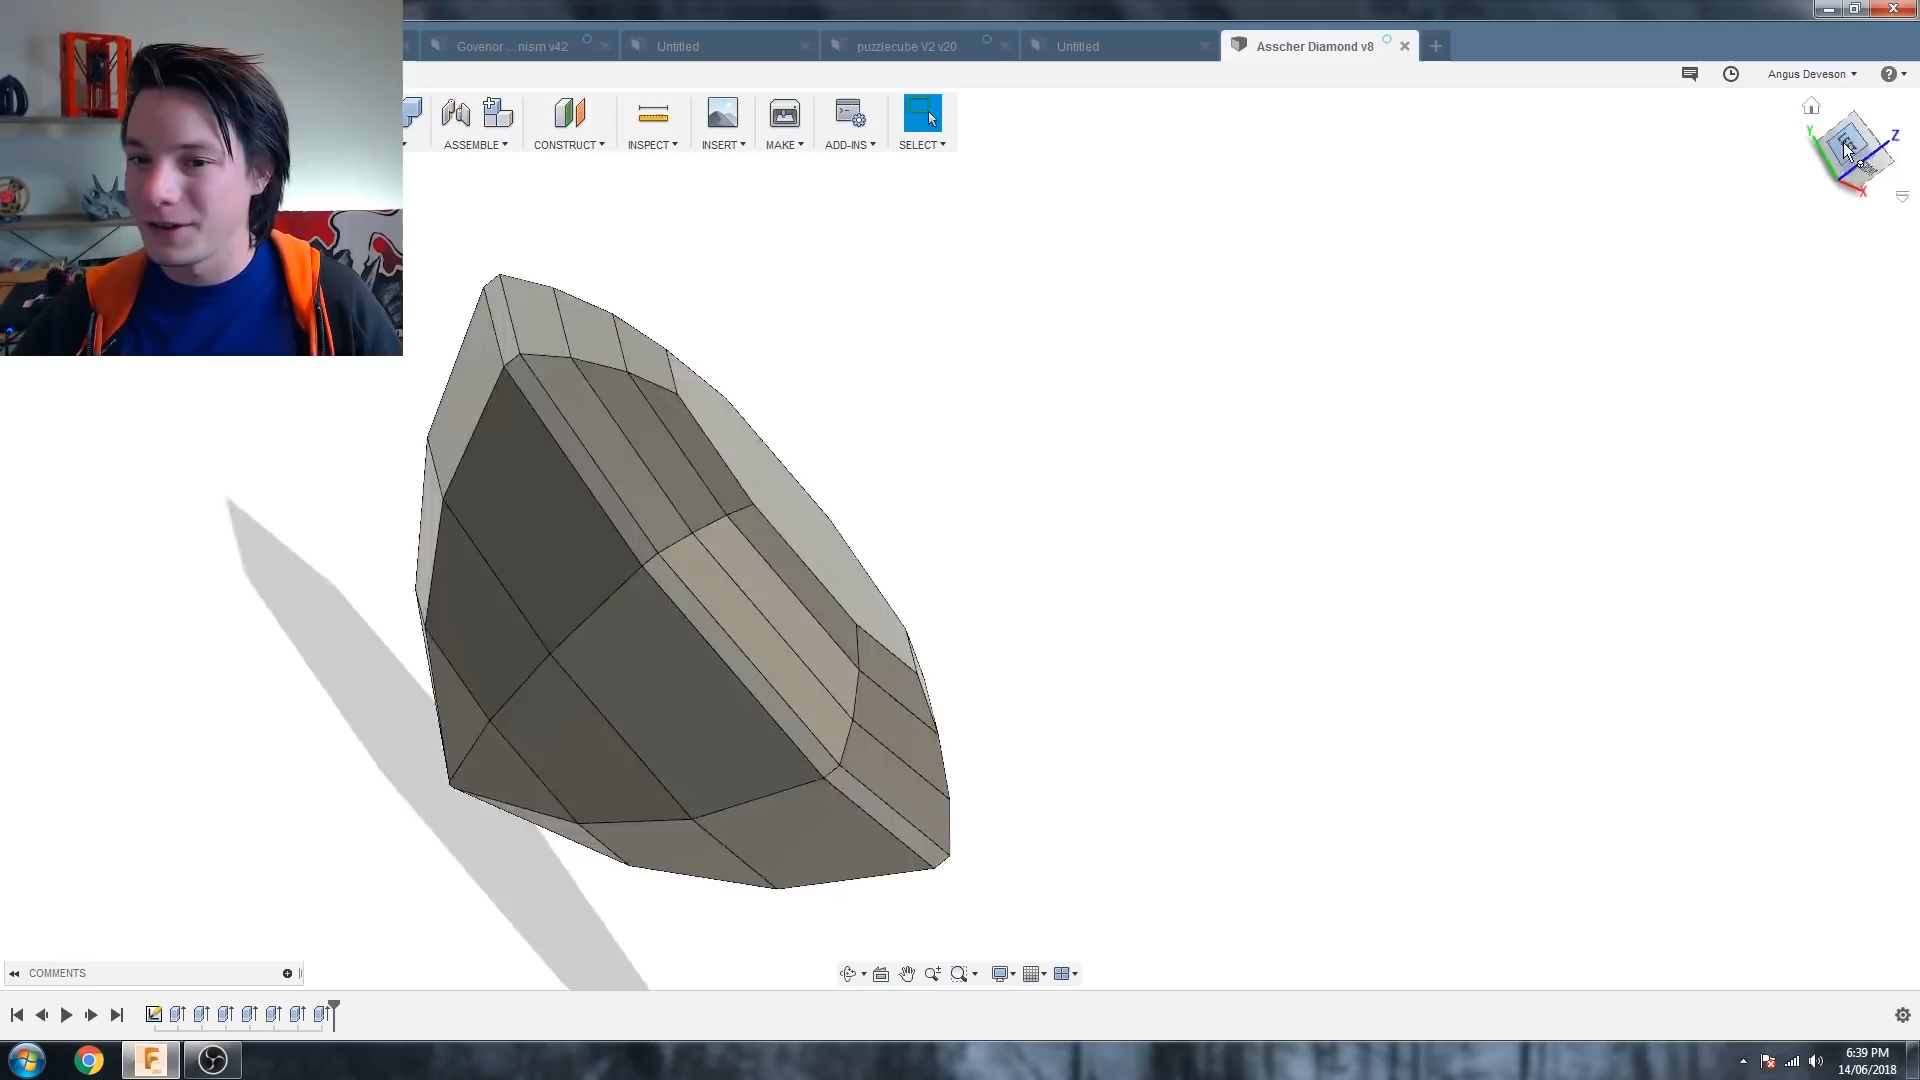 Govenor ...nism v42
Untitled
puzzlecube V2 v20
Untitled
Asscher Diamond v8
Angus Deveson
ASSEMBLE
CONSTRUCT
INSPECT
INSERT
MAKE
ADD-INS
SELECT
Y
Z
X
COMMENTS
6:39 PM
14/06/2018